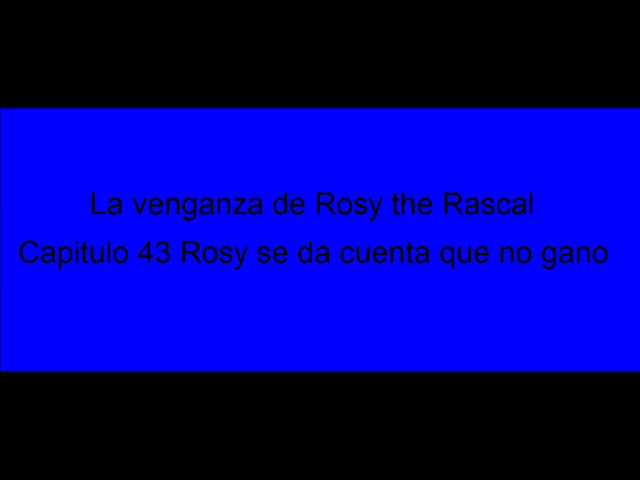 La venganza de Rosy the Rascal
Capitulo 43 Rosy se da cuenta que no gano